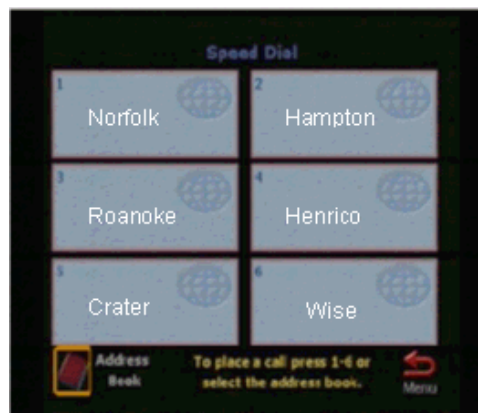 Speed Dial
1
Norfolk
2
Hampton
3
Roanoke
4
Henrico
5
Crater
6
Wise
Address
Book
To place a call press 1-6 or
select the address book.
Menu